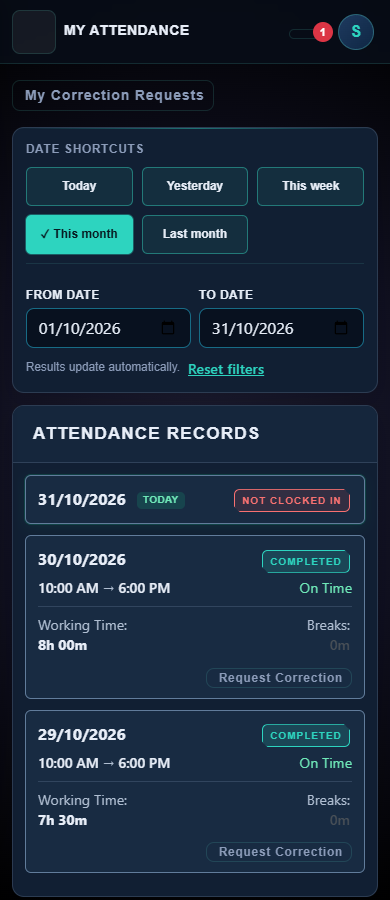 MY ATTENDANCE
1
S
My Correction Requests
DATE SHORTCUTS
Today
Yesterday
This week
✓ This month
Last month
FROM DATE
TO DATE
01/10/2026
31/10/2026
Results update automatically. Reset filters
ATTENDANCE RECORDS
31/10/2026 TODAY NOT CLOCKED IN
30/10/2026 COMPLETED
10:00 AM → 6:00 PM On Time
Working Time: Breaks:
8h 00m 0m
Request Correction
29/10/2026 COMPLETED
10:00 AM → 6:00 PM On Time
Working Time: Breaks:
7h 30m 0m
Request Correction